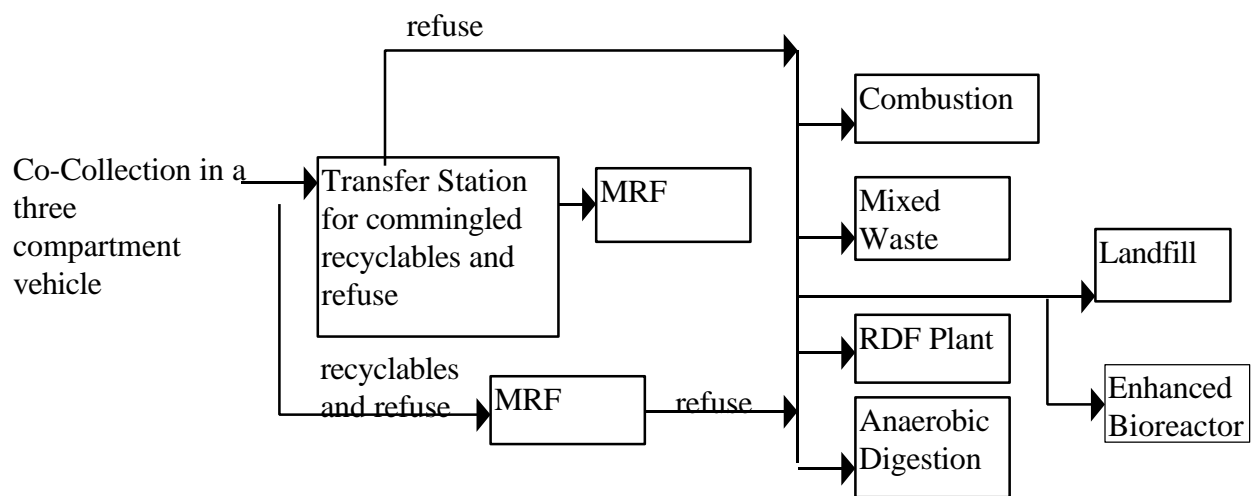 refuse
Combustion
Co-Collection in a
three
compartment
vehicle
Transfer Station
for commingled
recyclables and
refuse
MRF
Mixed
Waste
Landfill
RDF Plant
recyclables
and refuse
MRF
refuse
Anaerobic
Digestion
Enhanced
Bioreactor